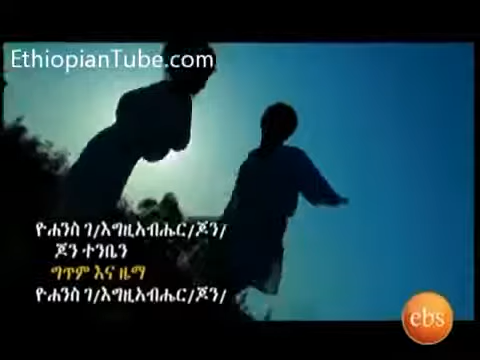 EthiopianTube.com
ዮሐንስ ገ/እግዚአብሔር/ጆን/
ጆን ተንቤን
ግጥም እና ዜማ
ዮሐንስ ገ/እግዚአብሔር/ጆን/
ebs